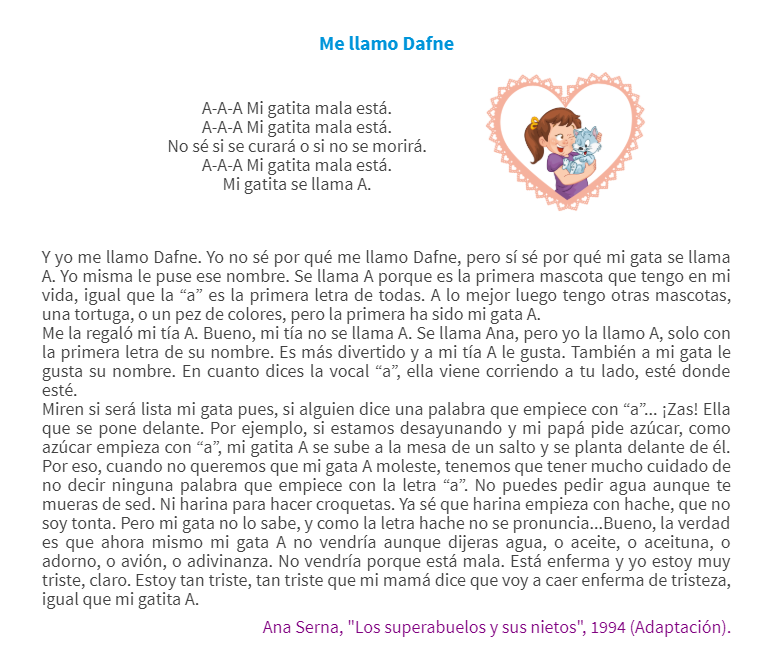 Me llamo Dafne
A-A-A Mi gatita mala está.
A-A-A Mi gatita mala está.
No sé si se curará o si no se morirá.
A-A-A Mi gatita mala está.
Mi gatita se llama A.
Y yo me llamo Dafne. Yo no sé por qué me llamo Dafne, pero sí sé por qué mi gata se llama
A. Yo misma le puse ese nombre. Se llama A porque es la primera mascota que tengo en mi
vida, igual que la “a” es la primera letra de todas. A lo mejor luego tengo otras mascotas,
una tortuga, o un pez de colores, pero la primera ha sido mi gata A.
Me la regaló mi tía A. Bueno, mi tía no se llama A. Se llama Ana, pero yo la llamo A, solo con
la primera letra de su nombre. Es más divertido y a mi tía A le gusta. También a mi gata le
gusta su nombre. En cuanto dices la vocal “a”, ella viene corriendo a tu lado, esté donde
esté.
Miren si será lista mi gata pues, si alguien dice una palabra que empiece con “a”... ¡Zas! Ella
que se pone delante. Por ejemplo, si estamos desayunando y mi papá pide azúcar, como
azúcar empieza con “a”, mi gatita A se sube a la mesa de un salto y se planta delante de él.
Por eso, cuando no queremos que mi gata A moleste, tenemos que tener mucho cuidado de
no decir ninguna palabra que empiece con la letra “a”. No puedes pedir agua aunque te
mueras de sed. Ni harina para hacer croquetas. Ya sé que harina empieza con hache, que no
soy tonta. Pero mi gata no lo sabe, y como la letra hache no se pronuncia...Bueno, la verdad
es que ahora mismo mi gata A no vendría aunque dijeras agua, o aceite, o aceituna, o
adorno, o avión, o adivinanza. No vendría porque está mala. Está enferma y yo estoy muy
triste, claro. Estoy tan triste, tan triste que mi mamá dice que voy a caer enferma de tristeza,
igual que mi gatita A.
Ana Serna, "Los superabuelos y sus nietos", 1994 (Adaptación).